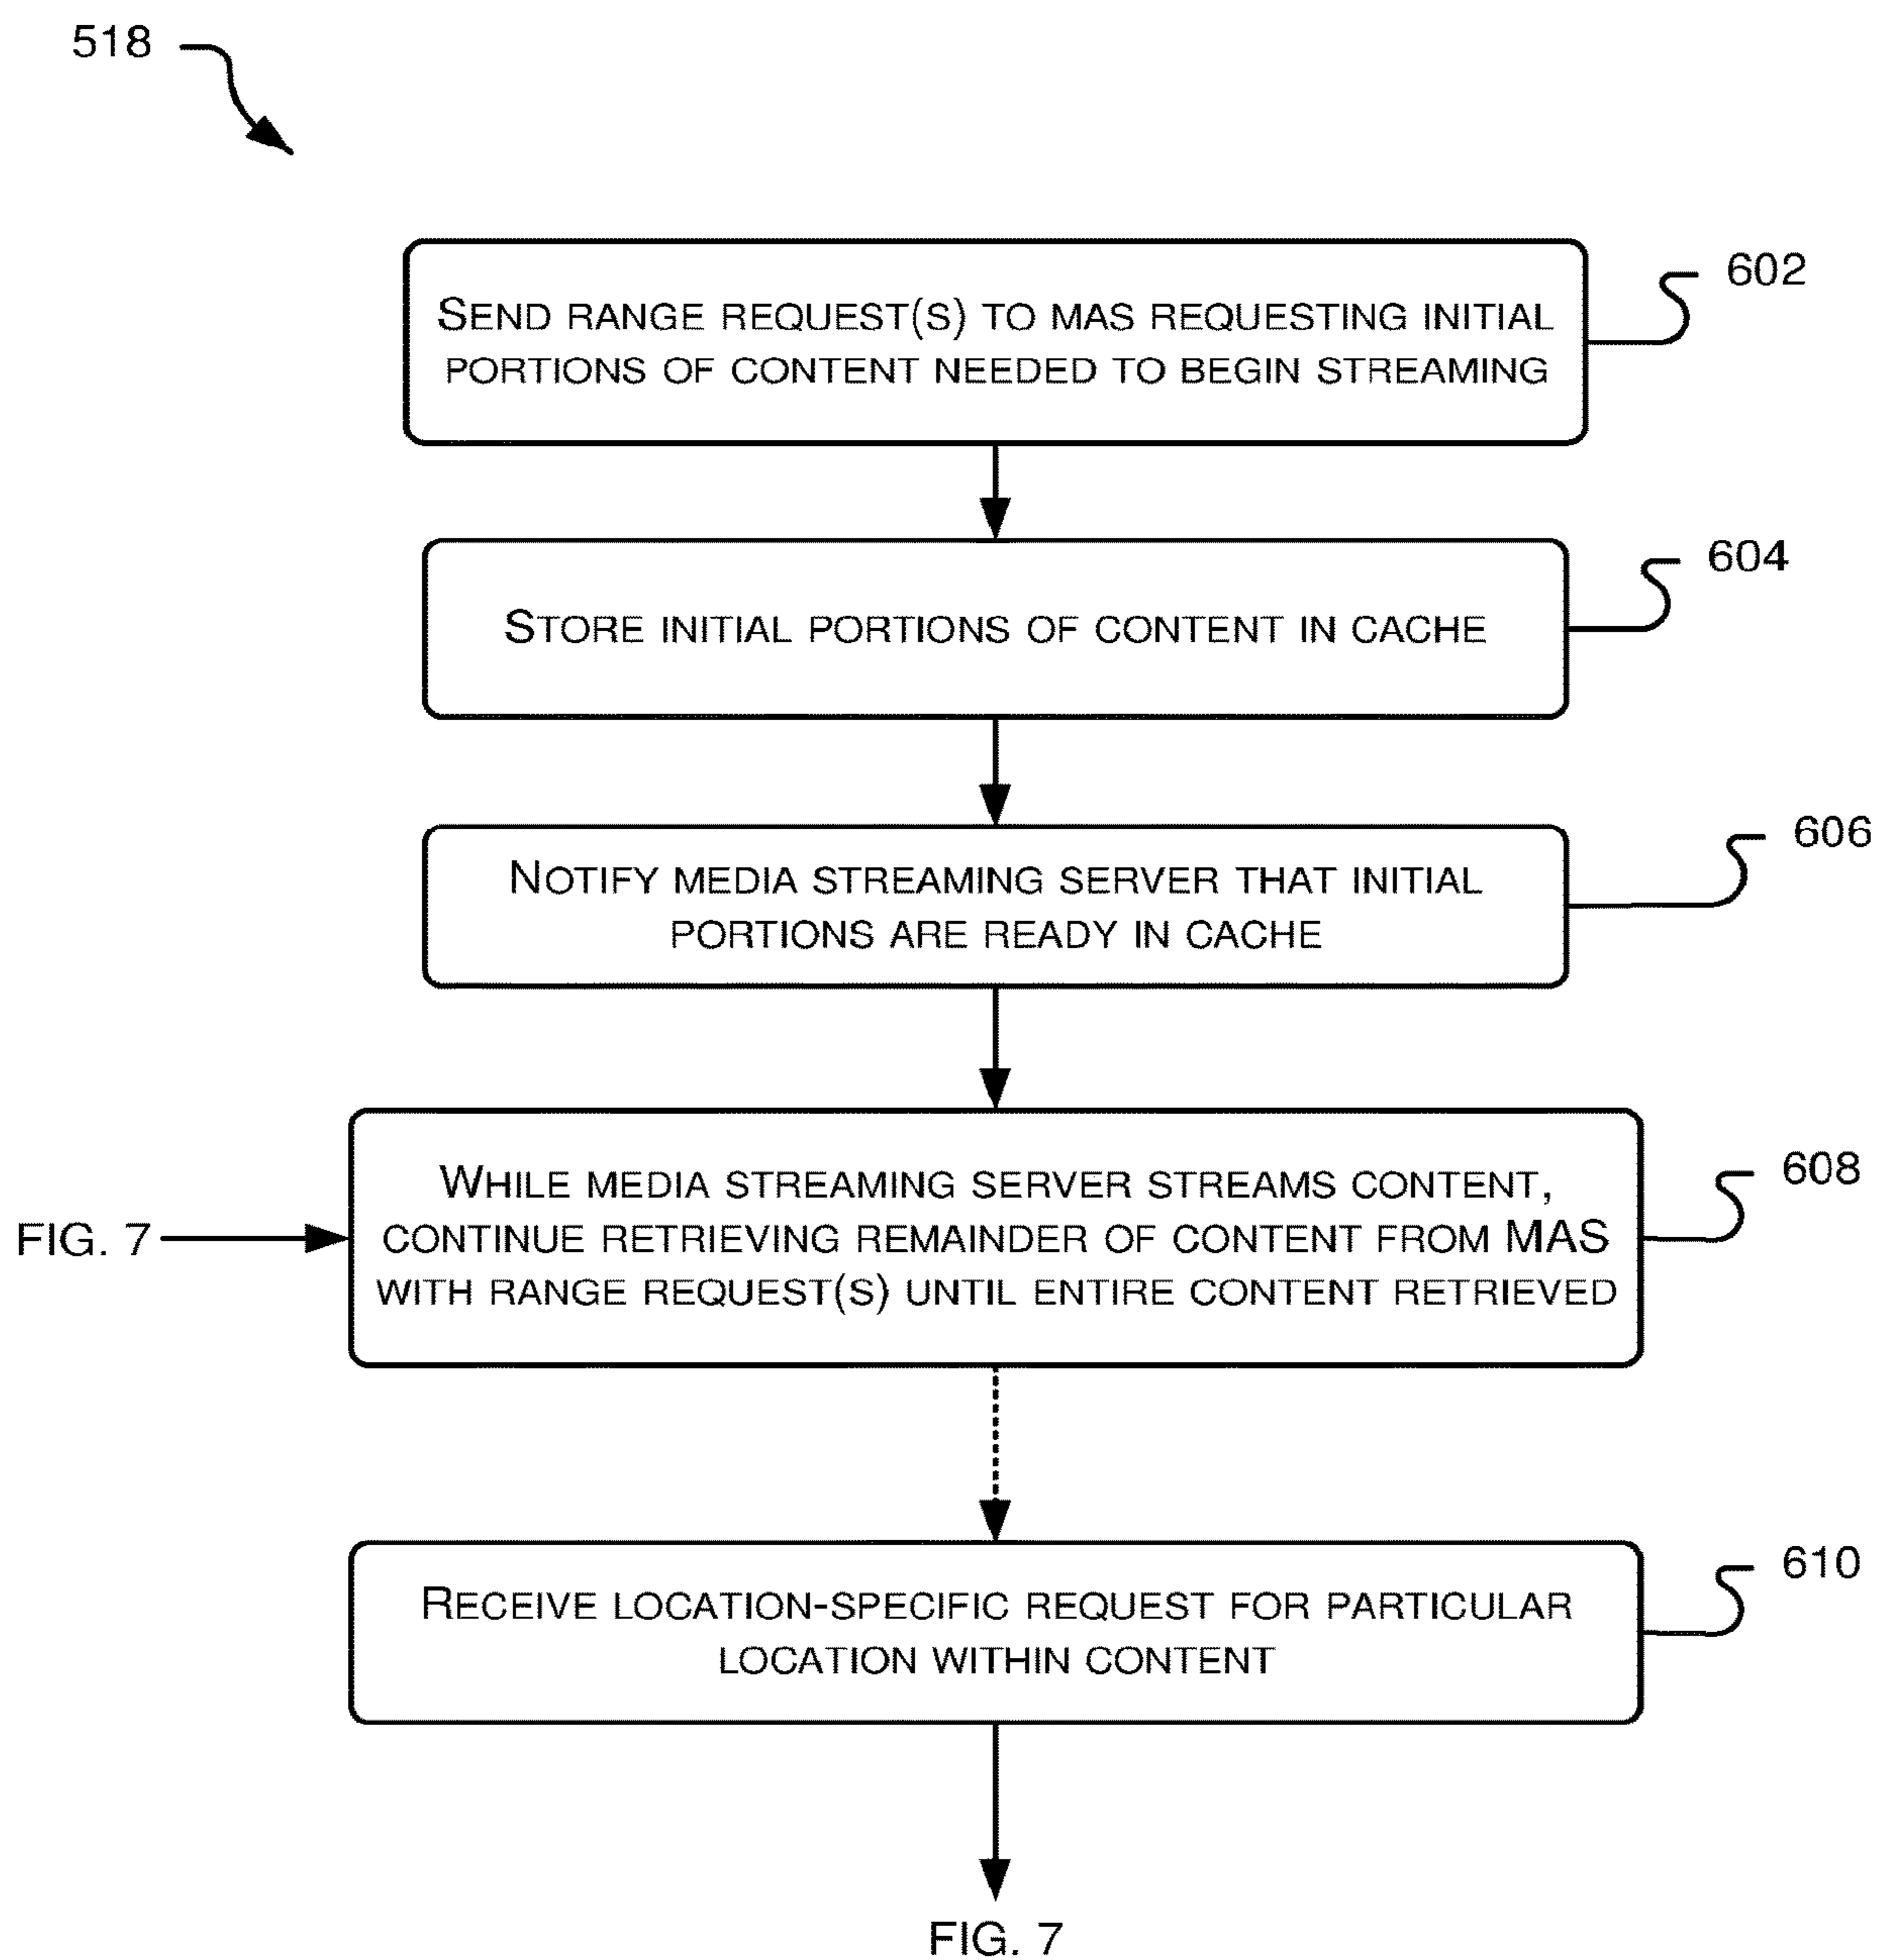 518
602
SEND RANGE REQUEST(S) TO MAS REQUESTING INITIAL
PORTIONS OF CONTENT NEEDED TO BEGIN STREAMING
604
STORE INITIAL PORTIONS OF CONTENT IN CACHE
606
NOTIFY MEDIA STREAMING SERVER THAT INITIAL
PORTIONS ARE READY IN CACHE
608
WHILE MEDIA STREAMING SERVER STREAMS CONTENT,
CONTINUE RETRIEVING REMAINDER OF CONTENT FROM MAS
WITH RANGE REQUEST(S) UNTIL ENTIRE CONTENT RETRIEVED
FIG. 7
610
RECEIVE LOCATION-SPECIFIC REQUEST FOR PARTICULAR
LOCATION WITHIN CONTENT
FIG. 7